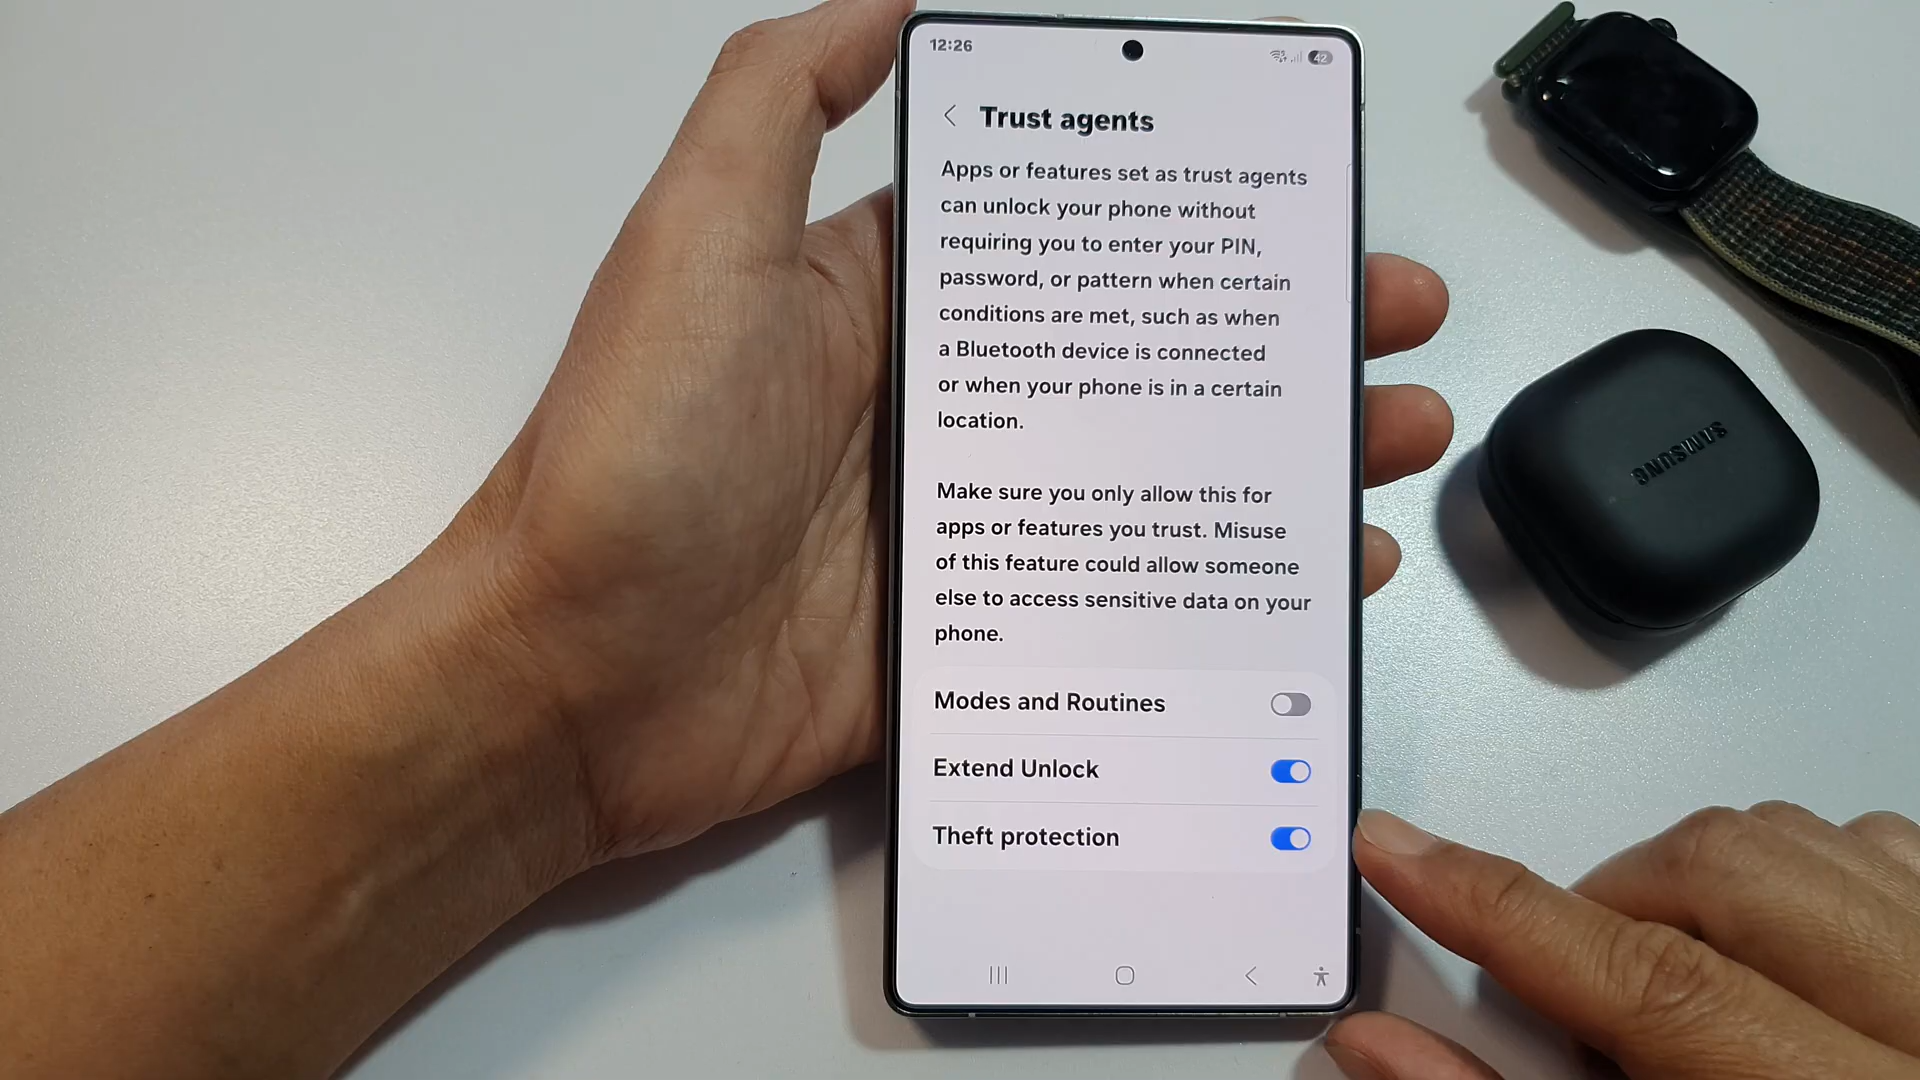 12:26
42
Trust agents
Apps or features set as trust agents
can unlock your phone without
requiring you to enter your PIN,
password, or pattern when certain
conditions are met, such as when
a Bluetooth device is connected
or when your phone is in a certain
location.
Make sure you only allow this for
apps or features you trust. Misuse
of this feature could allow someone
else to access sensitive data on your
phone.
Modes and Routines
Extend Unlock
Theft protection
SAMSUNG